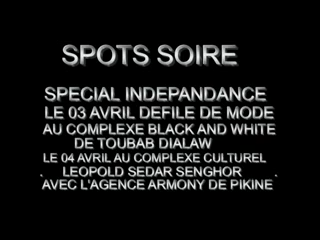 SPOTS SOIRE
SPECIAL INDEPANDANCE
LE 03 AVRIL DEFILE DE MODE
AU COMPLEXE BLACK AND WHITE
DE TOUBAB DIALAW
LE 04 AVRIL AU COMPLEXE CULTUREL
. LEOPOLD SEDAR SENGHOR .
AVEC L'AGENCE ARMONY DE PIKINE